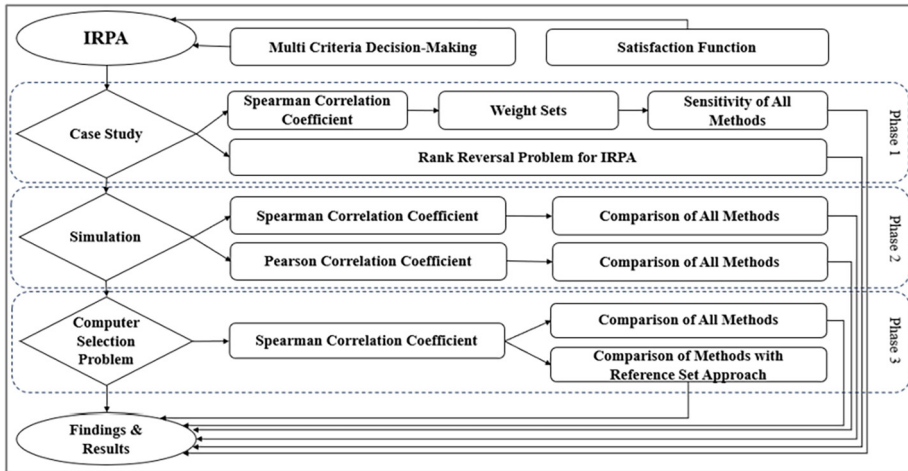 IRPA
Multi Criteria Decision-Making
Satisfaction Function
Case Study
Spearman Correlation
Coefficient
Weight Sets
Sensitivity of All
Methods
Rank Reversal Problem for IRPA
Phase 1
Simulation
Spearman Correlation Coefficient
Comparison of All Methods
Pearson Correlation Coefficient
Comparison of All Methods
Phase 2
Computer
Selection
Problem
Spearman Correlation Coefficient
Comparison of All Methods
Comparison of Methods with
Reference Set Approach
Phase 3
Findings &
Results